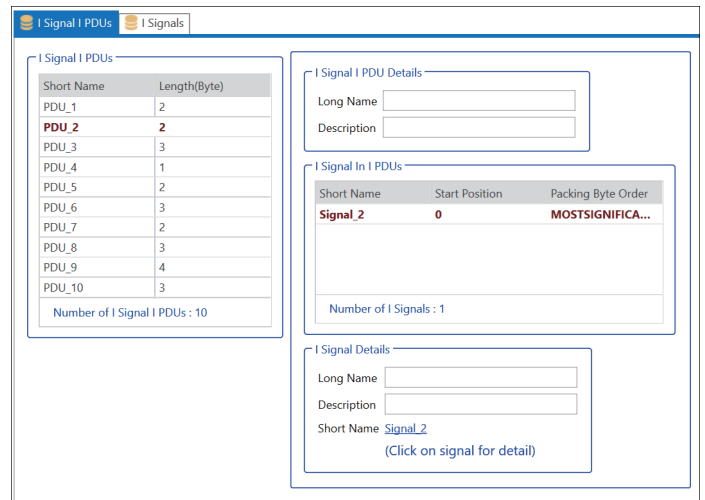 I Signal I PDUs I Signals
I Signal I PDUs
Short Name Length(Byte)
PDU_1 2
PDU_2 2
PDU_3 3
PDU_4 1
PDU_5 2
PDU_6 3
PDU_7 2
PDU_8 3
PDU_9 4
PDU_10 3
Number of I Signal I PDUs : 10
I Signal I PDU Details
Long Name
Description
I Signal In I PDUs
Short Name Start Position Packing Byte Order
Signal_2 0 MOSTSIGNIFICA...
Number of I Signals : 1
I Signal Details
Long Name
Description
Short Name Signal_2
(Click on signal for detail)